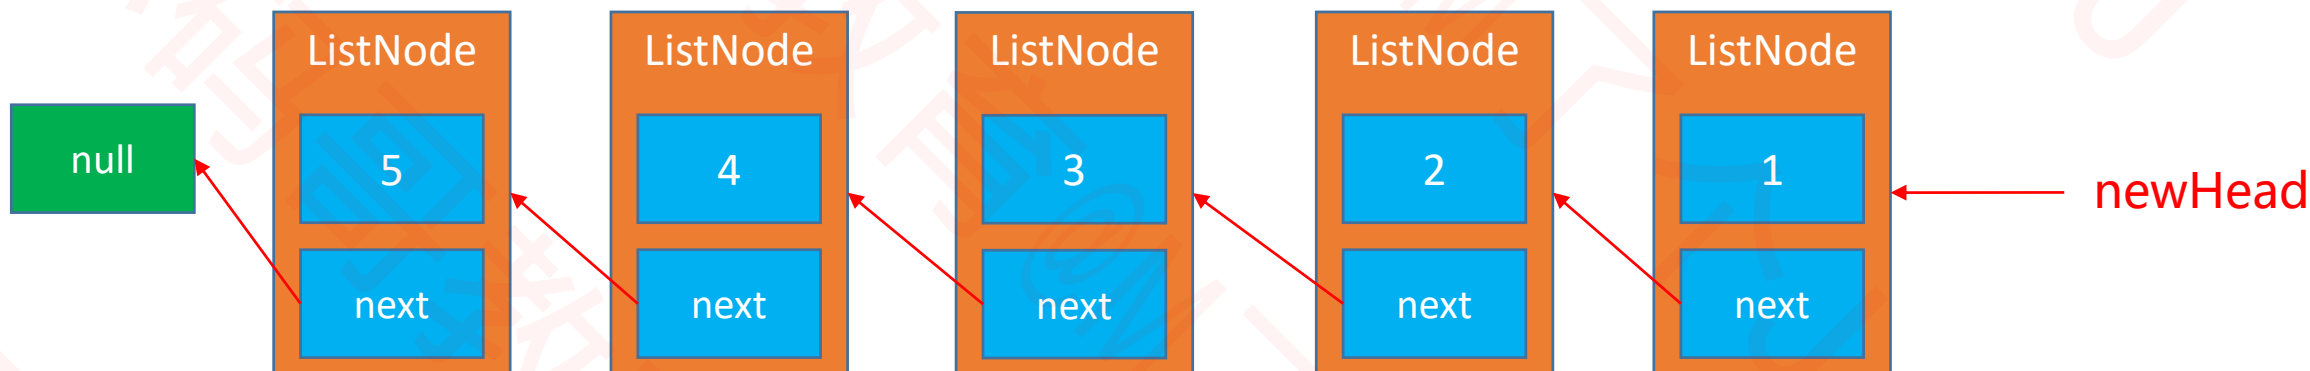 ListNode ListNode ListNode ListNode ListNode
null 5 4 3 2 1 newHead
next next next next next